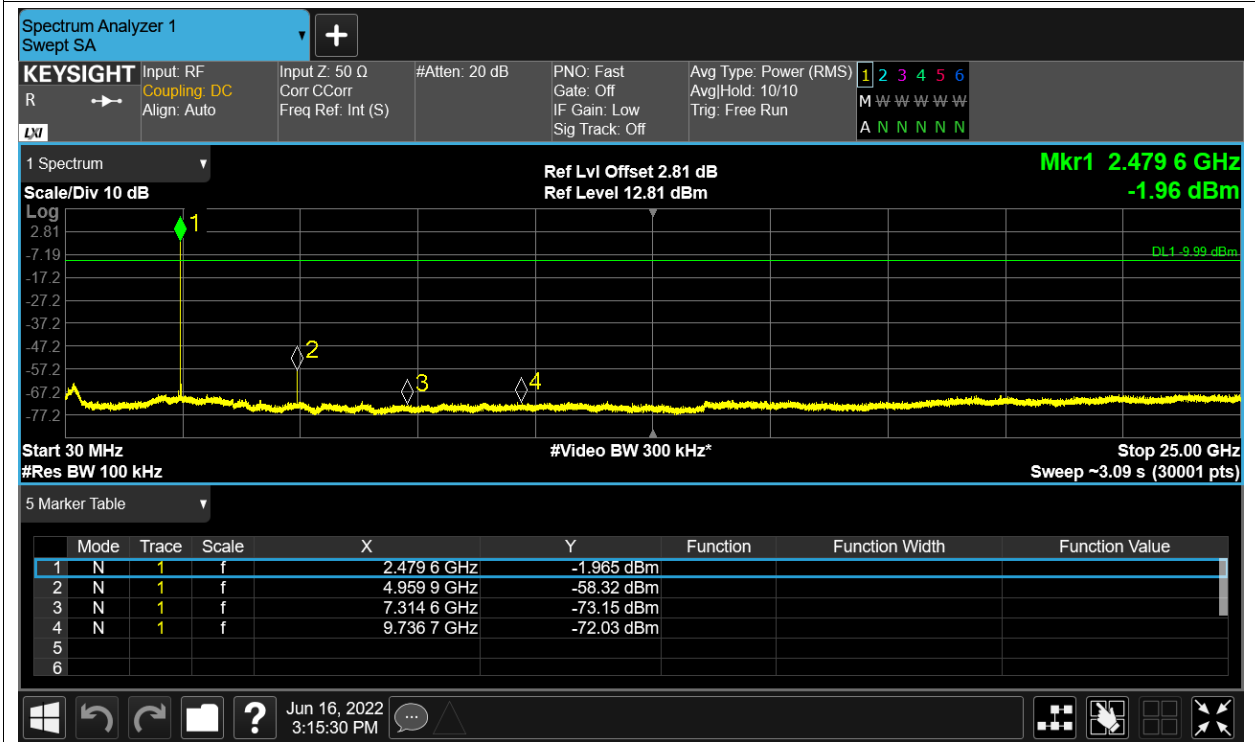 Spectrum Analyzer 1
Swept SA
+
KEYSIGHT
R
LXI
Input: RF
Coupling: DC
Align: Auto
Input Z: 50 Ω
Corr CCorr
Freq Ref: Int (S)
#Atten: 20 dB
PNO: Fast
Gate: Off
IF Gain: Low
Sig Track: Off
Avg Type: Power (RMS)
Avg|Hold: 10/10
Trig: Free Run
1 2 3 4 5 6
M W W W W W
A N N N N N
1 Spectrum
Scale/Div 10 dB
Ref Lvl Offset 2.81 dB
Ref Level 12.81 dBm
Mkr1 2.479 6 GHz
-1.96 dBm
Log
2.81
-7.19
-17.2
-27.2
-37.2
-47.2
-57.2
-67.2
-77.2
1
DL1 -9.99 dBm
2
3
4
Start 30 MHz
#Res BW 100 kHz
#Video BW 300 kHz*
Stop 25.00 GHz
Sweep ~3.09 s (30001 pts)
5 Marker Table
Mode Trace Scale X Y Function Function Width Function Value
1 N 1 f 2.479 6 GHz -1.965 dBm
2 N 1 f 4.959 9 GHz -58.32 dBm
3 N 1 f 7.314 6 GHz -73.15 dBm
4 N 1 f 9.736 7 GHz -72.03 dBm
5
6
?
Jun 16, 2022
3:15:30 PM